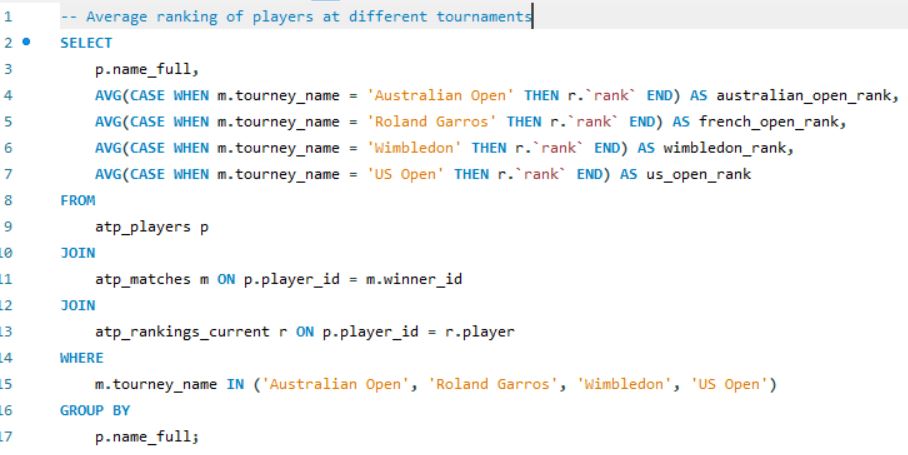 1 -- Average ranking of players at different tournaments
2 SELECT
3 p.name_full,
4 AVG(CASE WHEN m.tourney_name = 'Australian Open' THEN r.`rank` END) AS australian_open_rank,
5 AVG(CASE WHEN m.tourney_name = 'Roland Garros' THEN r.`rank` END) AS french_open_rank,
6 AVG(CASE WHEN m.tourney_name = 'Wimbledon' THEN r.`rank` END) AS wimbledon_rank,
7 AVG(CASE WHEN m.tourney_name = 'US Open' THEN r.`rank` END) AS us_open_rank
8 FROM
9 atp_players p
10 JOIN
11 atp_matches m ON p.player_id = m.winner_id
12 JOIN
13 atp_rankings_current r ON p.player_id = r.player
14 WHERE
15 m.tourney_name IN ('Australian Open', 'Roland Garros', 'Wimbledon', 'US Open')
16 GROUP BY
17 p.name_full;